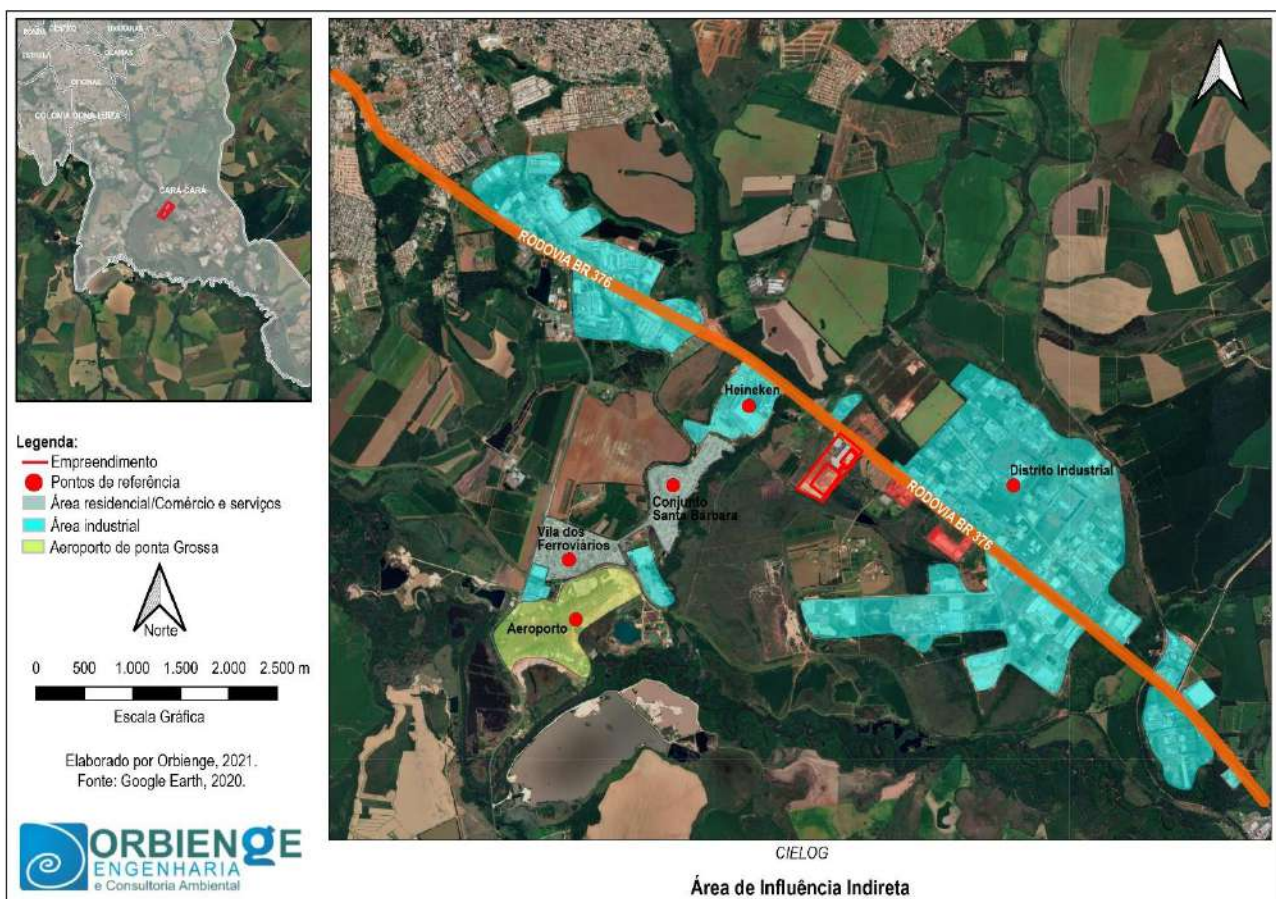 UVARANAS
OLARIAS
ESTRELA
OFICINAS
COLONIA DONA LUIZA
CARÁ-CARÁ
RODOVIA BR 376
Heineken
Distrito Industrial
Conjunto
Santa Bárbara
RODOVIA BR 376
Vila dos
Ferroviários
Aeroporto
Legenda:
Empreendimento
Pontos de referência
Área residencial/Comércio e serviços
Área industrial
Aeroporto de ponta Grossa
Norte
0 500 1.000 1.500 2.000 2.500 m
Escala Gráfica
Elaborado por Orbienge, 2021.
Fonte: Google Earth, 2020.
ORBIENGE
ENGENHARIA
e Consultoria Ambiental
CIELOG
Área de Influência Indireta